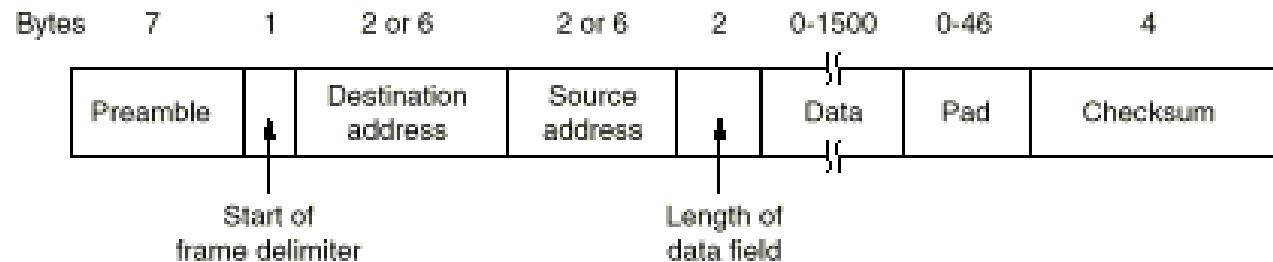 Bytes 7 1 2 or 6 2 or 6 2 0-1500 0-46 4
Preamble
Destination
address
Source
address
Data
Pad
Checksum
Start of
frame delimiter
Length of
data field